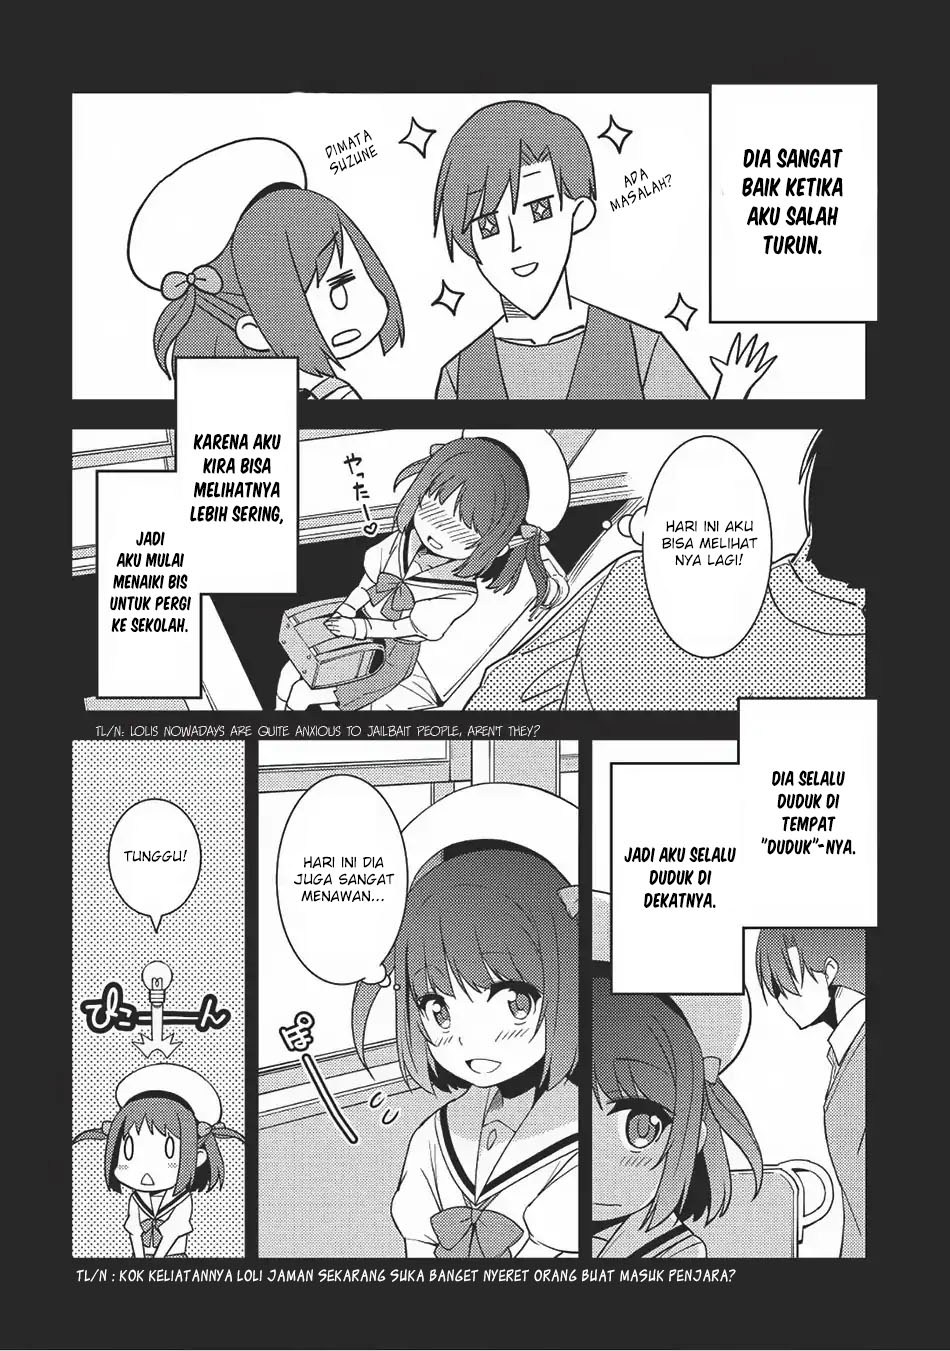 DIA SANGAT
BAIK KETIKA
AKU SALAH
TURUN.
ADA
MASALAH?
DIMATA
SUZUNE
HARI INI AKU
BISA MELIHAT
NYA LAGI!
やったー♡
KARENA AKU
KIRA BISA
MELIHATNYA
LEBIH SERING,
JADI
AKU MULAI
MENAIKI BIS
UNTUK PERGI
KE SEKOLAH.
TL/N: LOLIS NOWADAYS ARE QUITE ANXIOUS TO JAILBAIT PEOPLE, AREN'T THEY?
DIA SELALU
DUDUK DI
TEMPAT
"DUDUK"-NYA.
JADI AKU SELALU
DUDUK DI
DEKATNYA.
HARI INI DIA
JUGA SANGAT
MENAWAN...
ぽーー
TUNGGU!
ぴこーーん
TL/N : KOK KELIATANNYA LOLI JAMAN SEKARANG SUKA BANGET NYERET ORANG BUAT MASUK PENJARA?